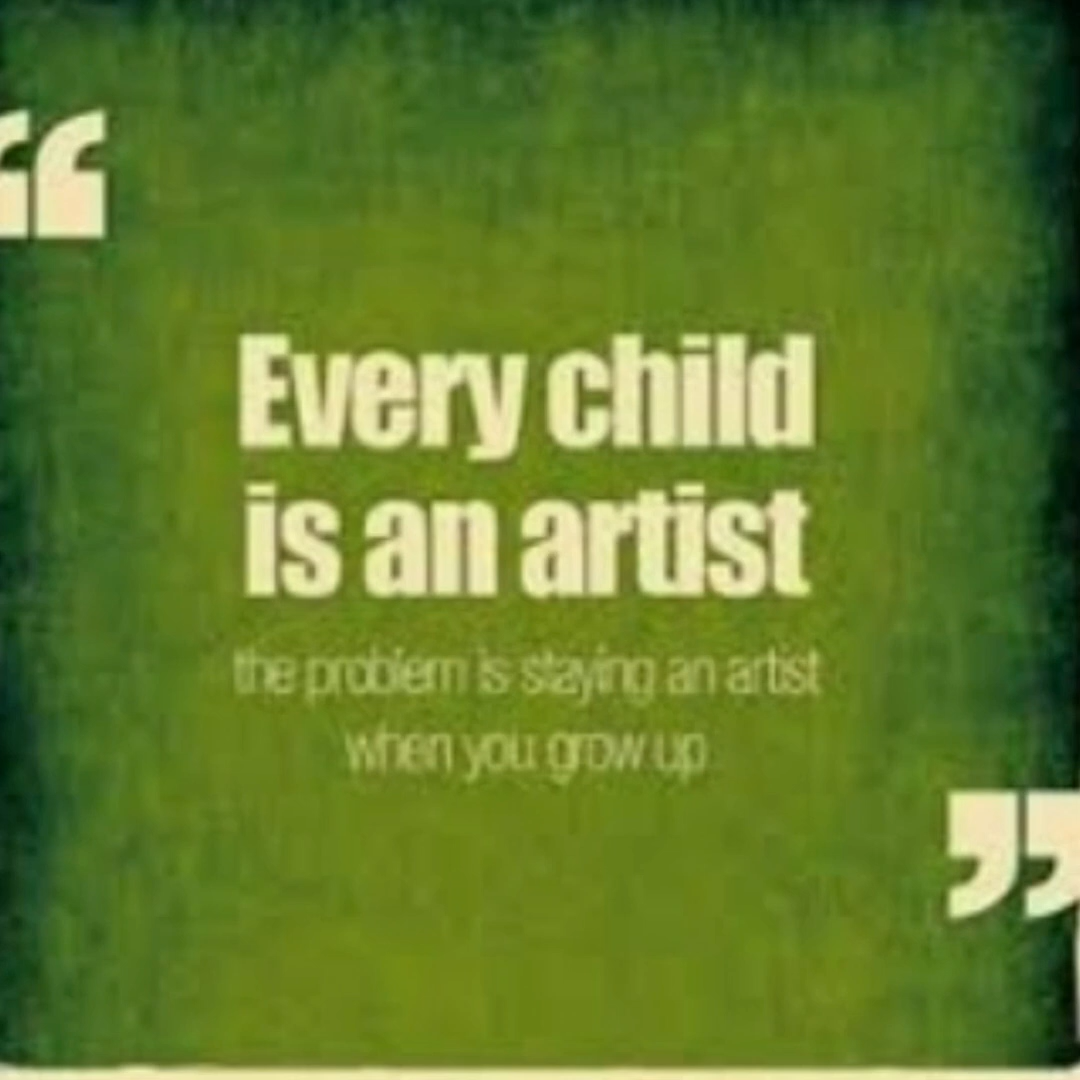 “
Every child
is an artist
the problem is staying an artist
when you grow up
”